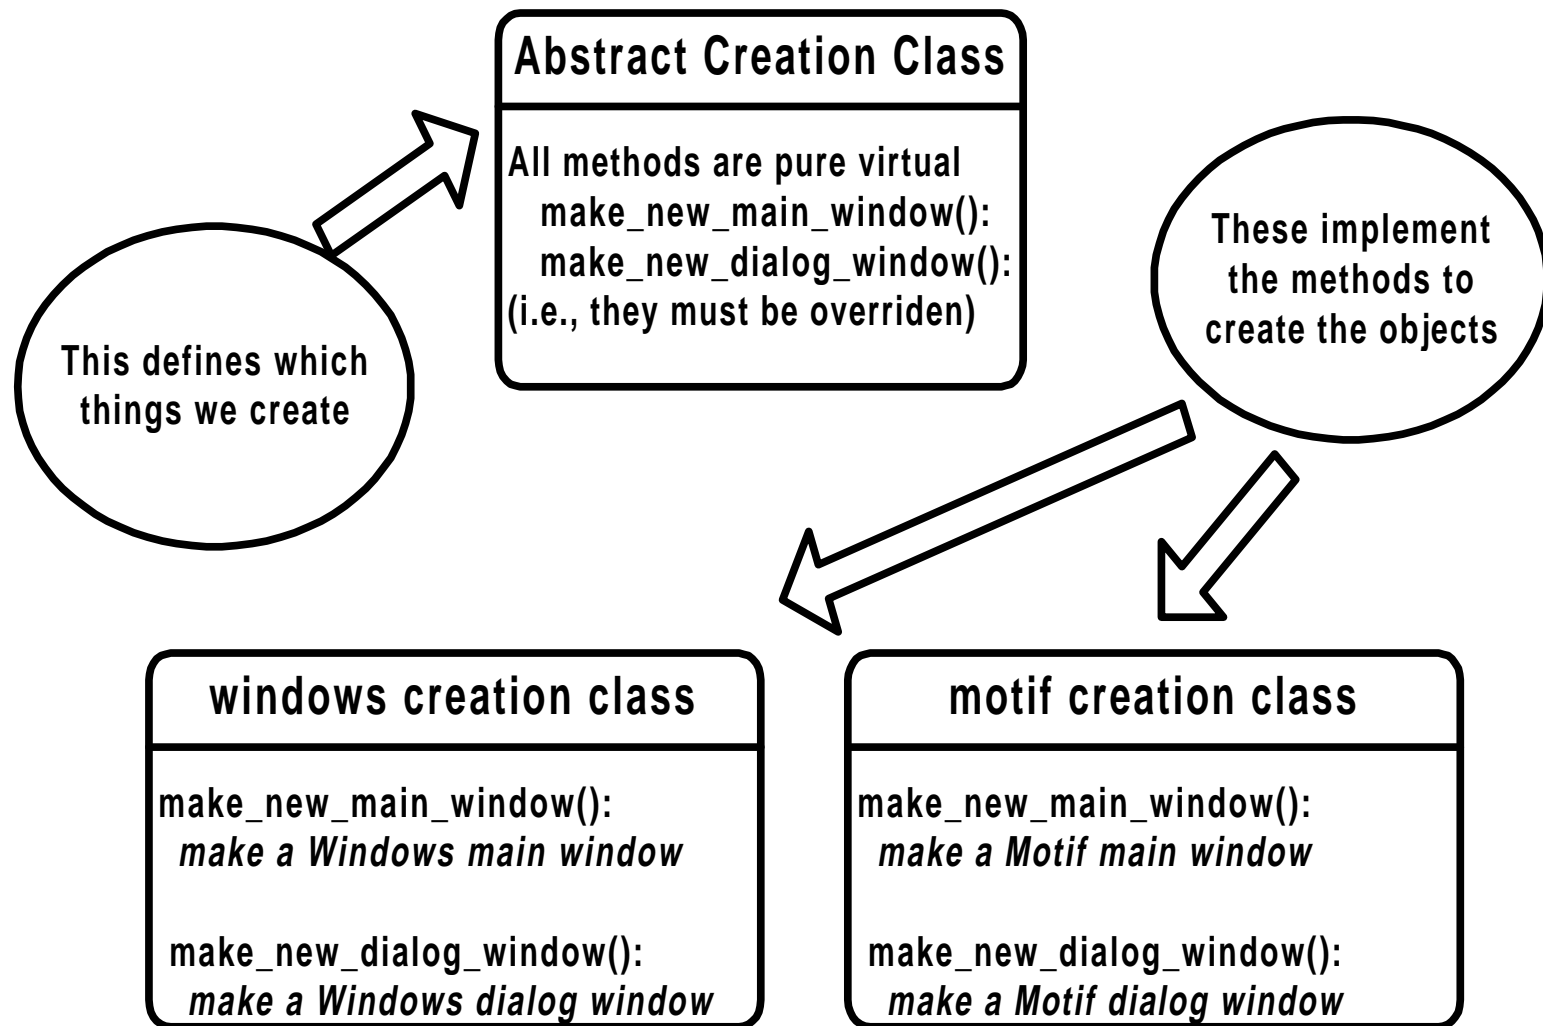 Abstract Creation Class
All methods are pure virtual
make_new_main_window():
make_new_dialog_window():
(i.e., they must be overriden)
This defines which
things we create
These implement
the methods to
create the objects
windows creation class
make_new_main_window():
make a Windows main window
make_new_dialog_window():
make a Windows dialog window
motif creation class
make_new_main_window():
make a Motif main window
make_new_dialog_window():
make a Motif dialog window